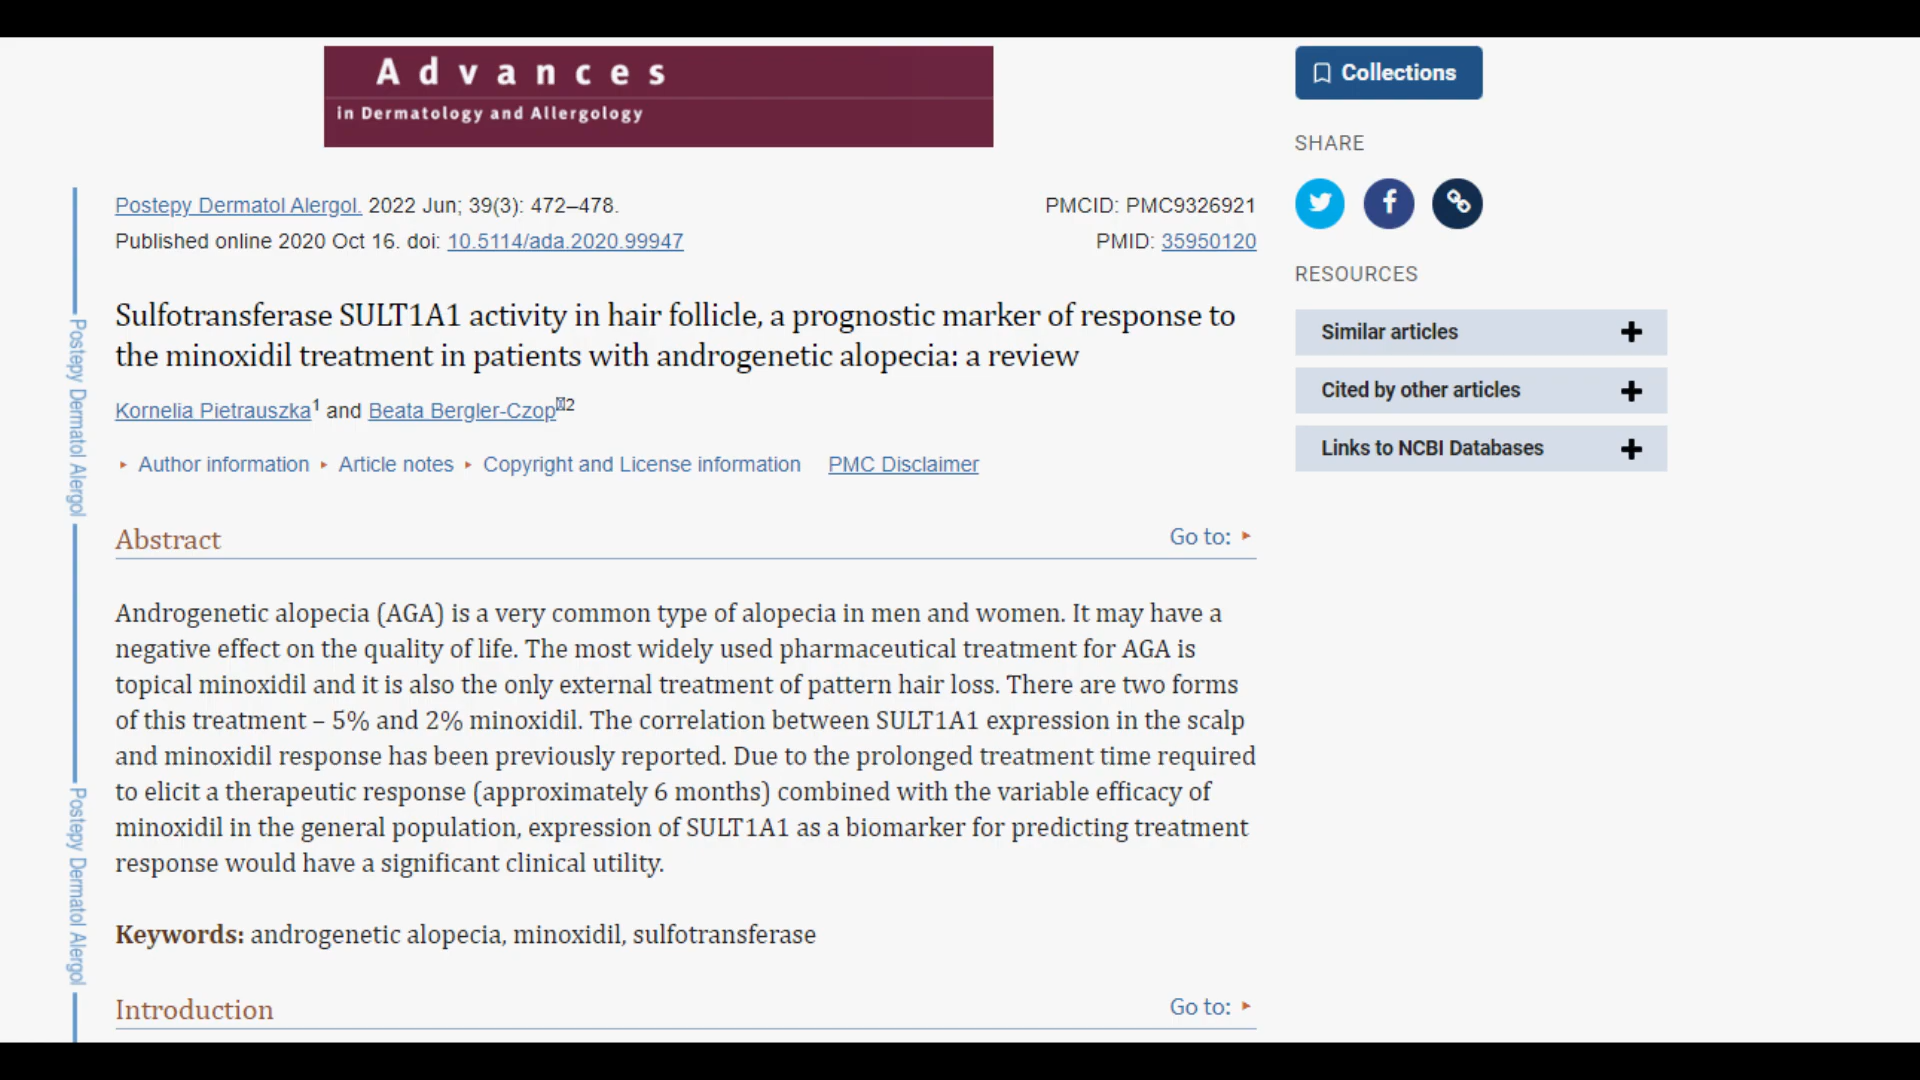 Advances
in Dermatology and Allergology
Collections
SHARE
Postepy Dermatol Alergol. 2022 Jun; 39(3): 472–478.
PMCID: PMC9326921
Published online 2020 Oct 16. doi: 10.5114/ada.2020.99947
PMID: 35950120
RESOURCES
Sulfotransferase SULT1A1 activity in hair follicle, a prognostic marker of response to
the minoxidil treatment in patients with androgenetic alopecia: a review
Similar articles
Cited by other articles
Links to NCBI Databases
Kornelia Pietrauszka1 and Beata Bergler-Czop2
Author information Article notes Copyright and License information PMC Disclaimer
Abstract
Go to:
Androgenetic alopecia (AGA) is a very common type of alopecia in men and women. It may have a
negative effect on the quality of life. The most widely used pharmaceutical treatment for AGA is
topical minoxidil and it is also the only external treatment of pattern hair loss. There are two forms
of this treatment – 5% and 2% minoxidil. The correlation between SULT1A1 expression in the scalp
and minoxidil response has been previously reported. Due to the prolonged treatment time required
to elicit a therapeutic response (approximately 6 months) combined with the variable efficacy of
minoxidil in the general population, expression of SULT1A1 as a biomarker for predicting treatment
response would have a significant clinical utility.
Keywords: androgenetic alopecia, minoxidil, sulfotransferase
Introduction
Go to:
Postepy Dermatol Alergol
Postepy Dermatol Alergol